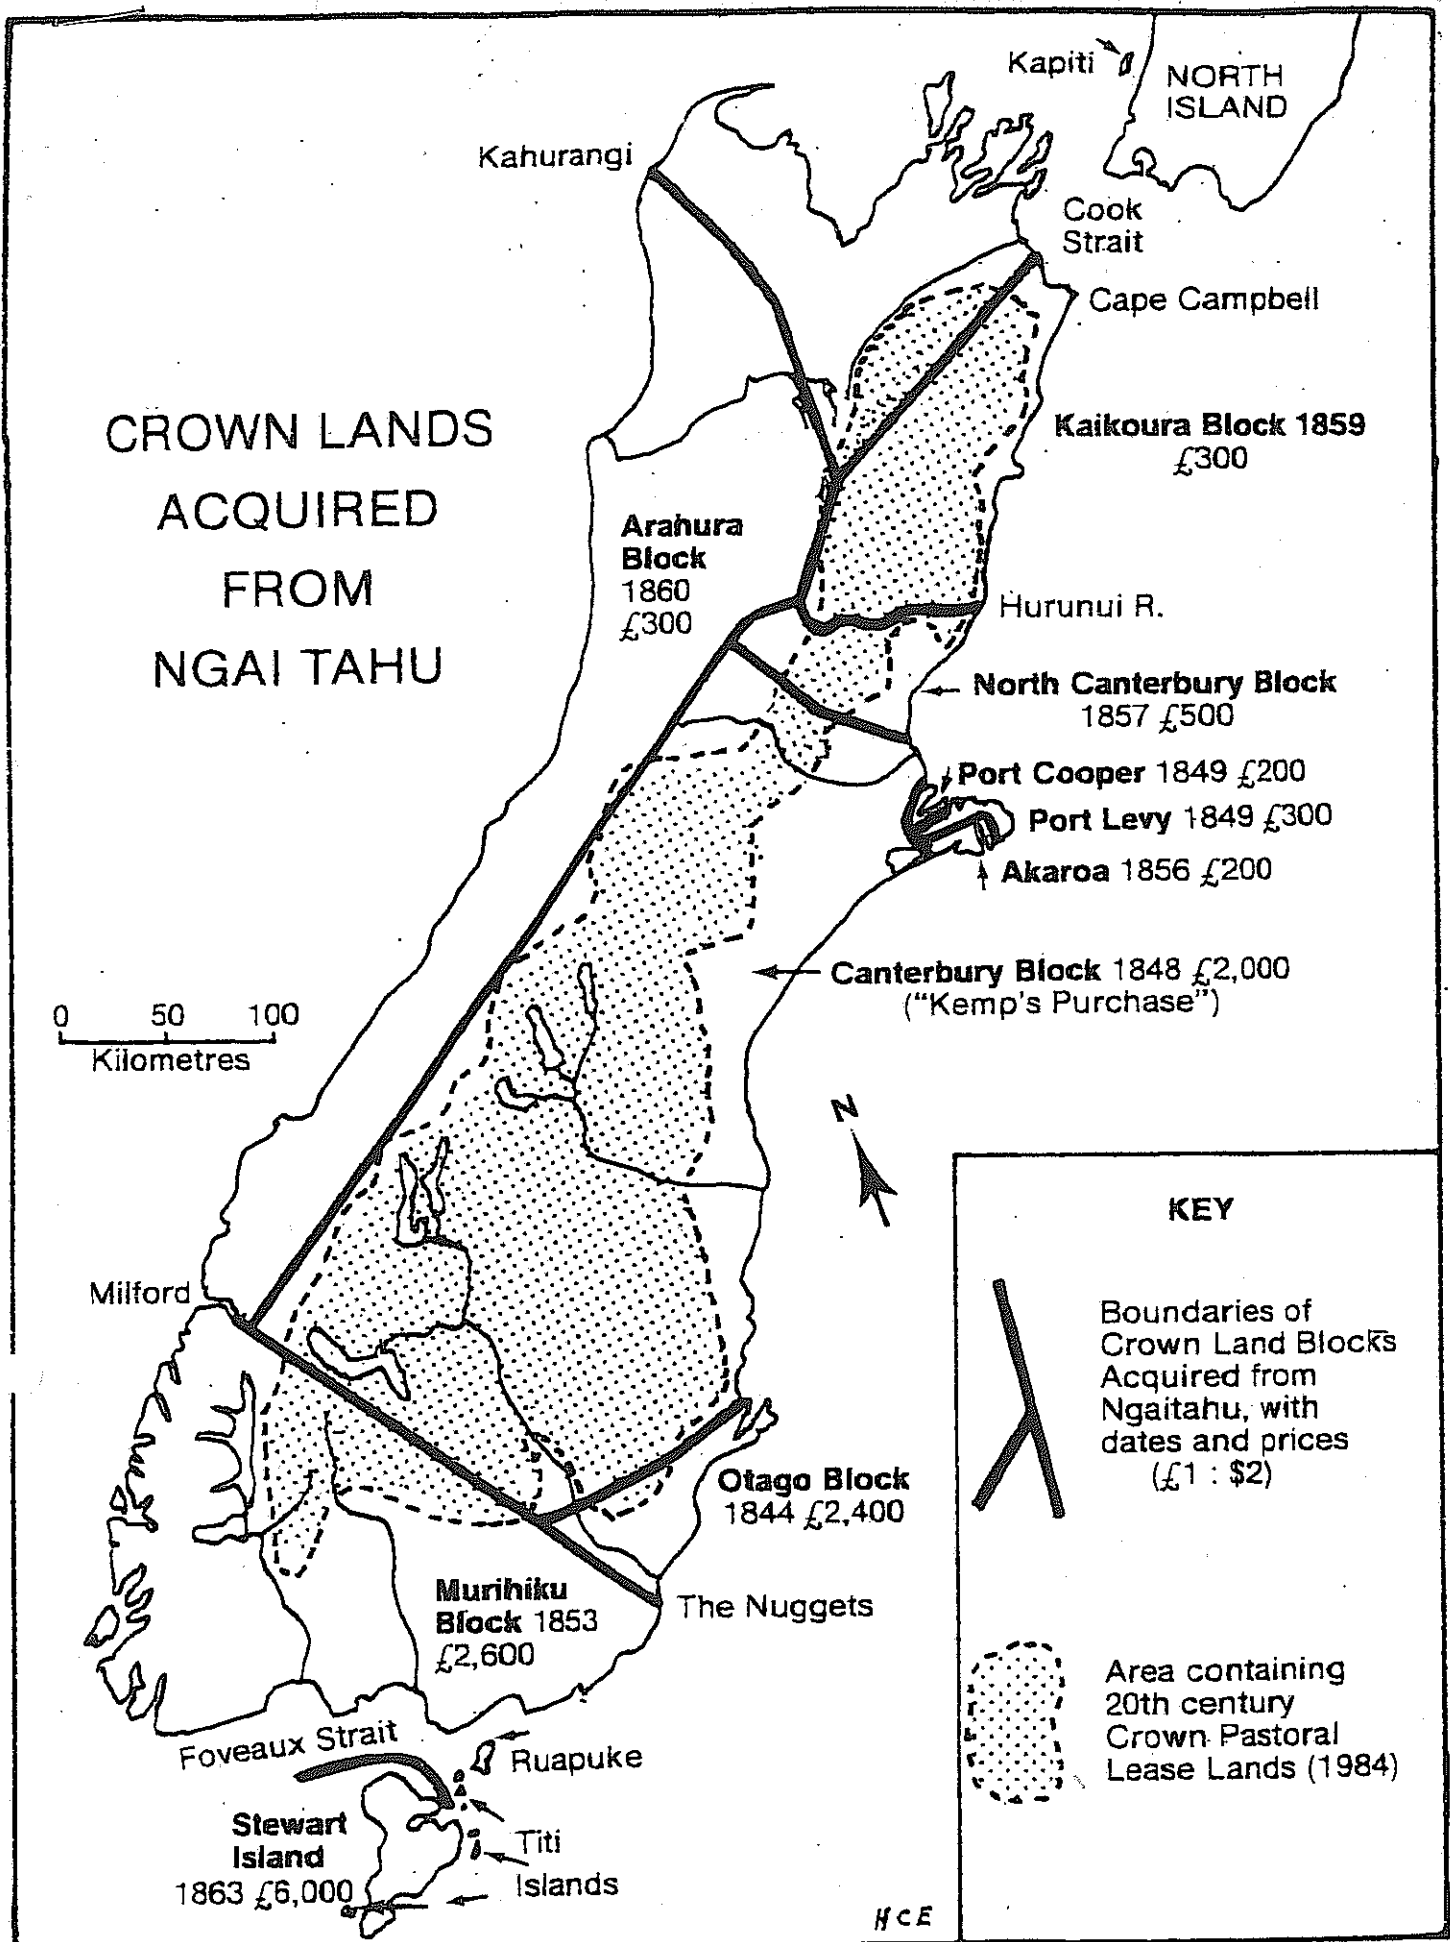 Kapiti
NORTH
ISLAND
Kahurangi
Cook
Strait
Cape Campbell
CROWN LANDS
ACQUIRED
FROM
NGAI TAHU
Kaikoura Block 1859
£300
Arahura
Block
1860
£300
Hurunui R.
North Canterbury Block
1857 £500
Port Cooper 1849 £200
Port Levy 1849 £300
Akaroa 1856 £200
Canterbury Block 1848 £2,000
("Kemp's Purchase")
0 50 100
Kilometres
N
Milford
Otago Block
1844 £2,400
Murihiku
Block 1853
£2,600
The Nuggets
Foveaux Strait
Ruapuke
Stewart
Island
1863 £6,000
Titi
Islands
HCE
KEY
Boundaries of
Crown Land Blocks
Acquired from
Ngaitahu, with
dates and prices
(£1 : $2)
Area containing
20th century
Crown Pastoral
Lease Lands (1984)